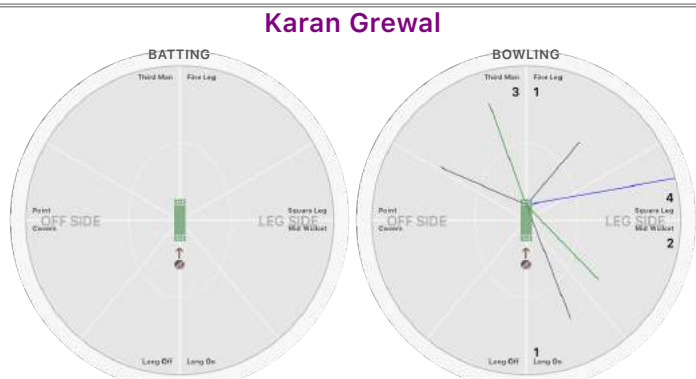 Karan Grewal
BATTING
Third Man Fine Leg
Point
OFF SIDE
Covers
Square Leg
LEG SIDE
Mid Wicket
Long Off Long On
BOWLING
Third Man Fine Leg
3 1
4
Point
OFF SIDE
Covers
Square Leg
LEG SIDE
Mid Wicket
2
1
Long Off Long On